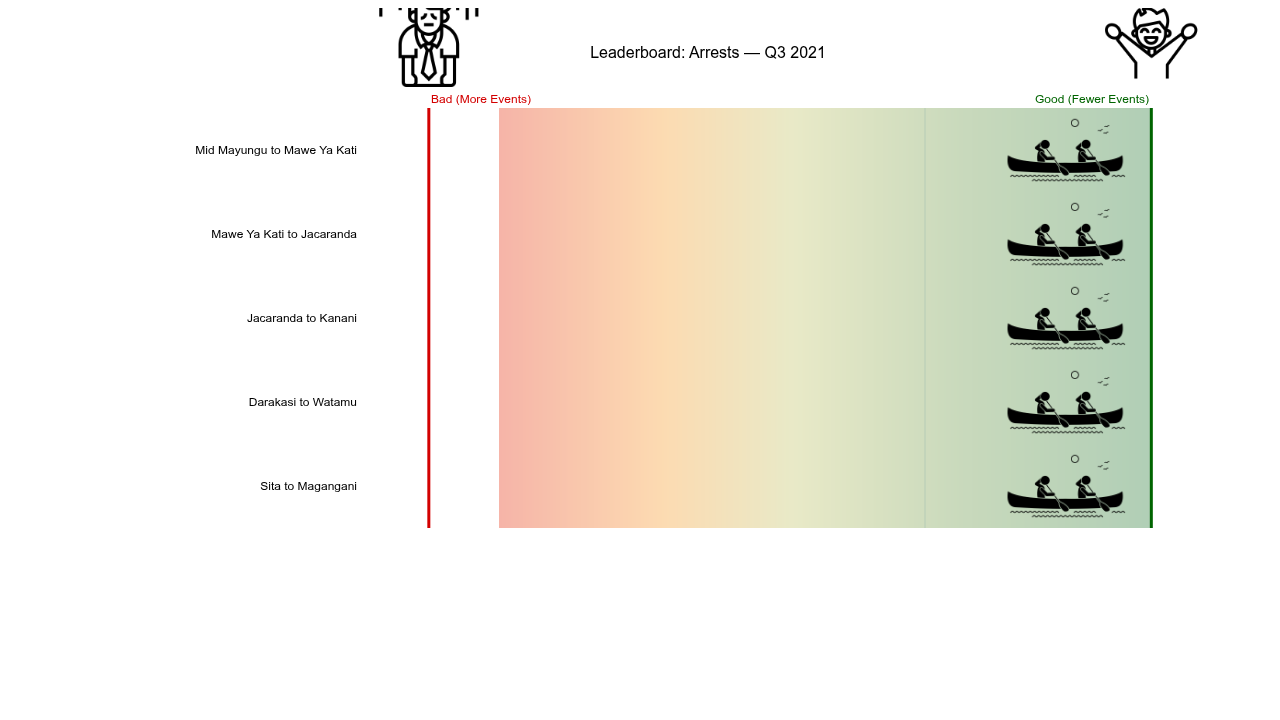 Leaderboard: Arrests — Q3 2021
Bad (More Events)
Good (Fewer Events)
Mid Mayungu to Mawe Ya Kati
Mawe Ya Kati to Jacaranda
Jacaranda to Kanani
Darakasi to Watamu
Sita to Magangani